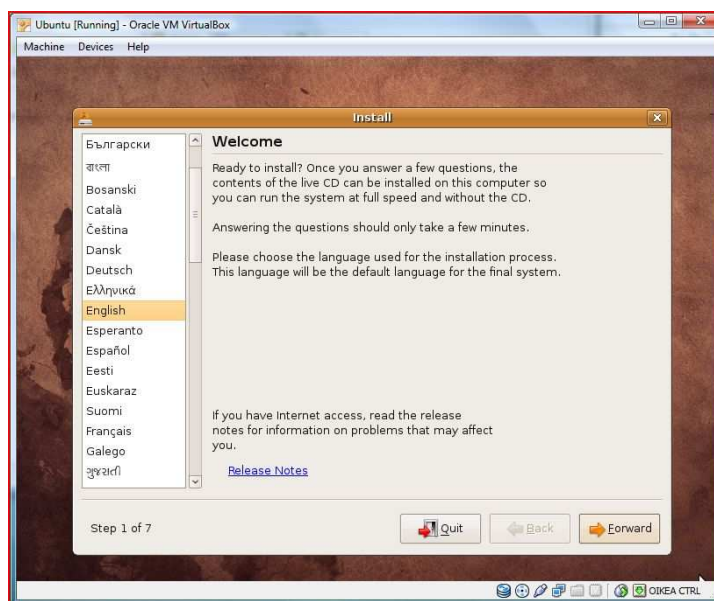 Ubuntu [Running] - Oracle VM VirtualBox
Machine Devices Help
Install
Български
বাংলা
Bosanski
Català
Čeština
Dansk
Deutsch
Ελληνικά
English
Esperanto
Español
Eesti
Euskaraz
Suomi
Français
Galego
ગુજરાતી
Welcome
Ready to install? Once you answer a few questions, the
contents of the live CD can be installed on this computer so
you can run the system at full speed and without the CD.
Answering the questions should only take a few minutes.
Please choose the language used for the installation process.
This language will be the default language for the final system.
If you have Internet access, read the release
notes for information on problems that may affect
you.
Release Notes
Step 1 of 7
Quit
Back
Forward
ΔΕΞΙΑ CTRL